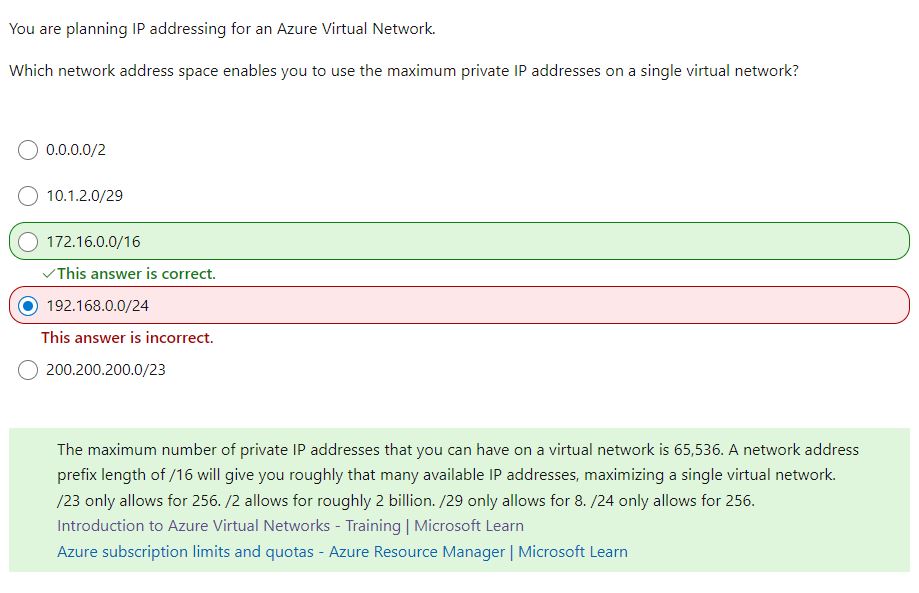 You are planning IP addressing for an Azure Virtual Network.
Which network address space enables you to use the maximum private IP addresses on a single virtual network?
0.0.0.0/2
10.1.2.0/29
172.16.0.0/16
✓This answer is correct.
192.168.0.0/24
This answer is incorrect.
200.200.200.0/23
The maximum number of private IP addresses that you can have on a virtual network is 65,536. A network address
prefix length of /16 will give you roughly that many available IP addresses, maximizing a single virtual network.
/23 only allows for 256. /2 allows for roughly 2 billion. /29 only allows for 8. /24 only allows for 256.
Introduction to Azure Virtual Networks - Training | Microsoft Learn
Azure subscription limits and quotas - Azure Resource Manager | Microsoft Learn